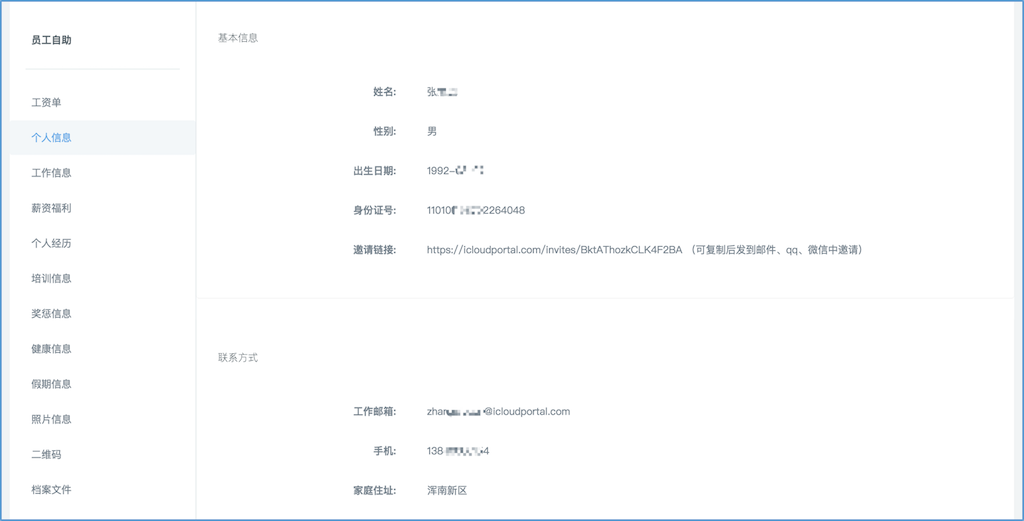 员工自助
工资单
个人信息
工作信息
薪资福利
个人经历
培训信息
奖惩信息
健康信息
假期信息
照片信息
二维码
档案文件
基本信息
姓名: 张
性别: 男
出生日期: 1992-
身份证号: 11010 2264048
邀请链接: https://icloudportal.com/invites/BktAThozkCLK4F2BA （可复制后发到邮件、qq、微信中邀请）
联系方式
工作邮箱: zhan @icloudportal.com
手机: 138 4
家庭住址: 浑南新区